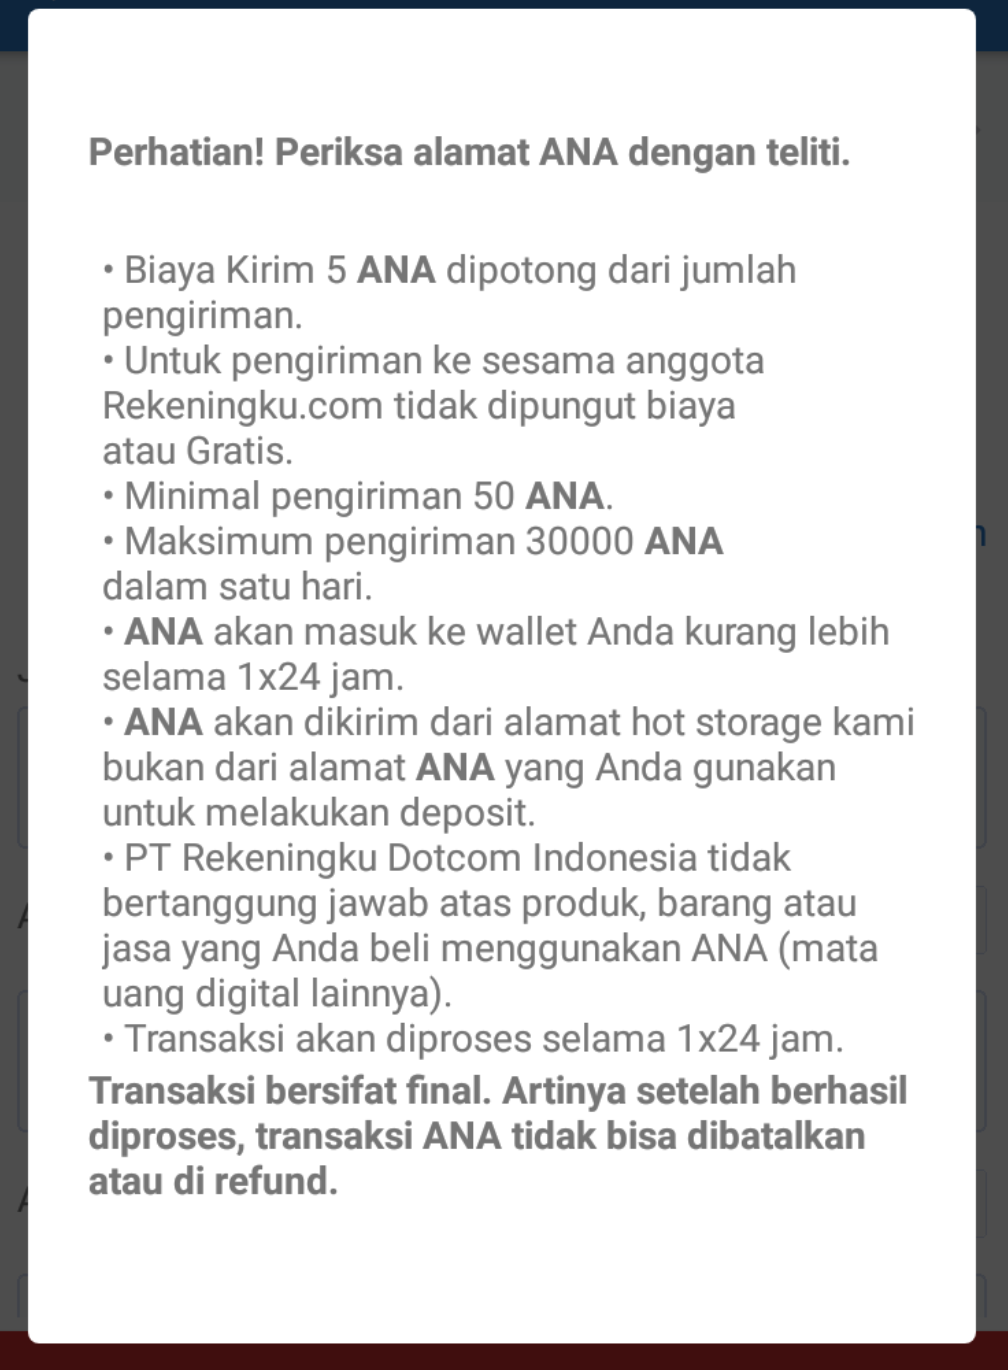 Perhatian! Periksa alamat ANA dengan teliti.
• Biaya Kirim 5 ANA dipotong dari jumlah
pengiriman.
• Untuk pengiriman ke sesama anggota
Rekeningku.com tidak dipungut biaya
atau Gratis.
• Minimal pengiriman 50 ANA.
• Maksimum pengiriman 30000 ANA
dalam satu hari.
• ANA akan masuk ke wallet Anda kurang lebih
selama 1x24 jam.
• ANA akan dikirim dari alamat hot storage kami
bukan dari alamat ANA yang Anda gunakan
untuk melakukan deposit.
• PT Rekeningku Dotcom Indonesia tidak
bertanggung jawab atas produk, barang atau
jasa yang Anda beli menggunakan ANA (mata
uang digital lainnya).
• Transaksi akan diproses selama 1x24 jam.
Transaksi bersifat final. Artinya setelah berhasil
diproses, transaksi ANA tidak bisa dibatalkan
atau di refund.